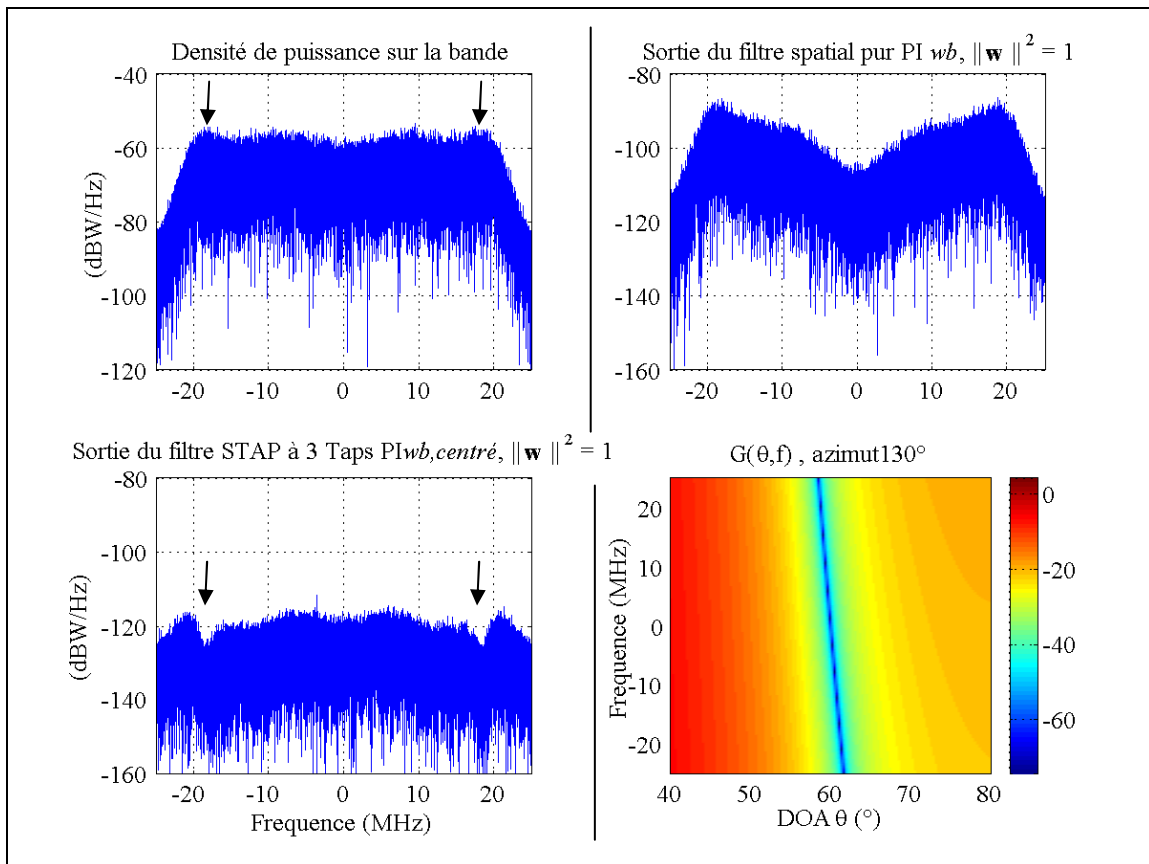 Densité de puissance sur la bande
-40
-60
-80
-100
-120
(dBW/Hz)
-20 -10 0 10 20
Sortie du filtre spatial pur PI wb, ||w||² = 1
-80
-100
-120
-140
-160
-20 -10 0 10 20
Sortie du filtre STAP à 3 Taps PIwb,centré, ||w||² = 1
-80
-100
-120
-140
-160
(dBW/Hz)
-20 -10 0 10 20
Frequence (MHz)
G(θ,f) , azimut130°
20
10
0
-10
-20
Frequence (MHz)
40 50 60 70 80
DOA θ (°)
0
-20
-40
-60